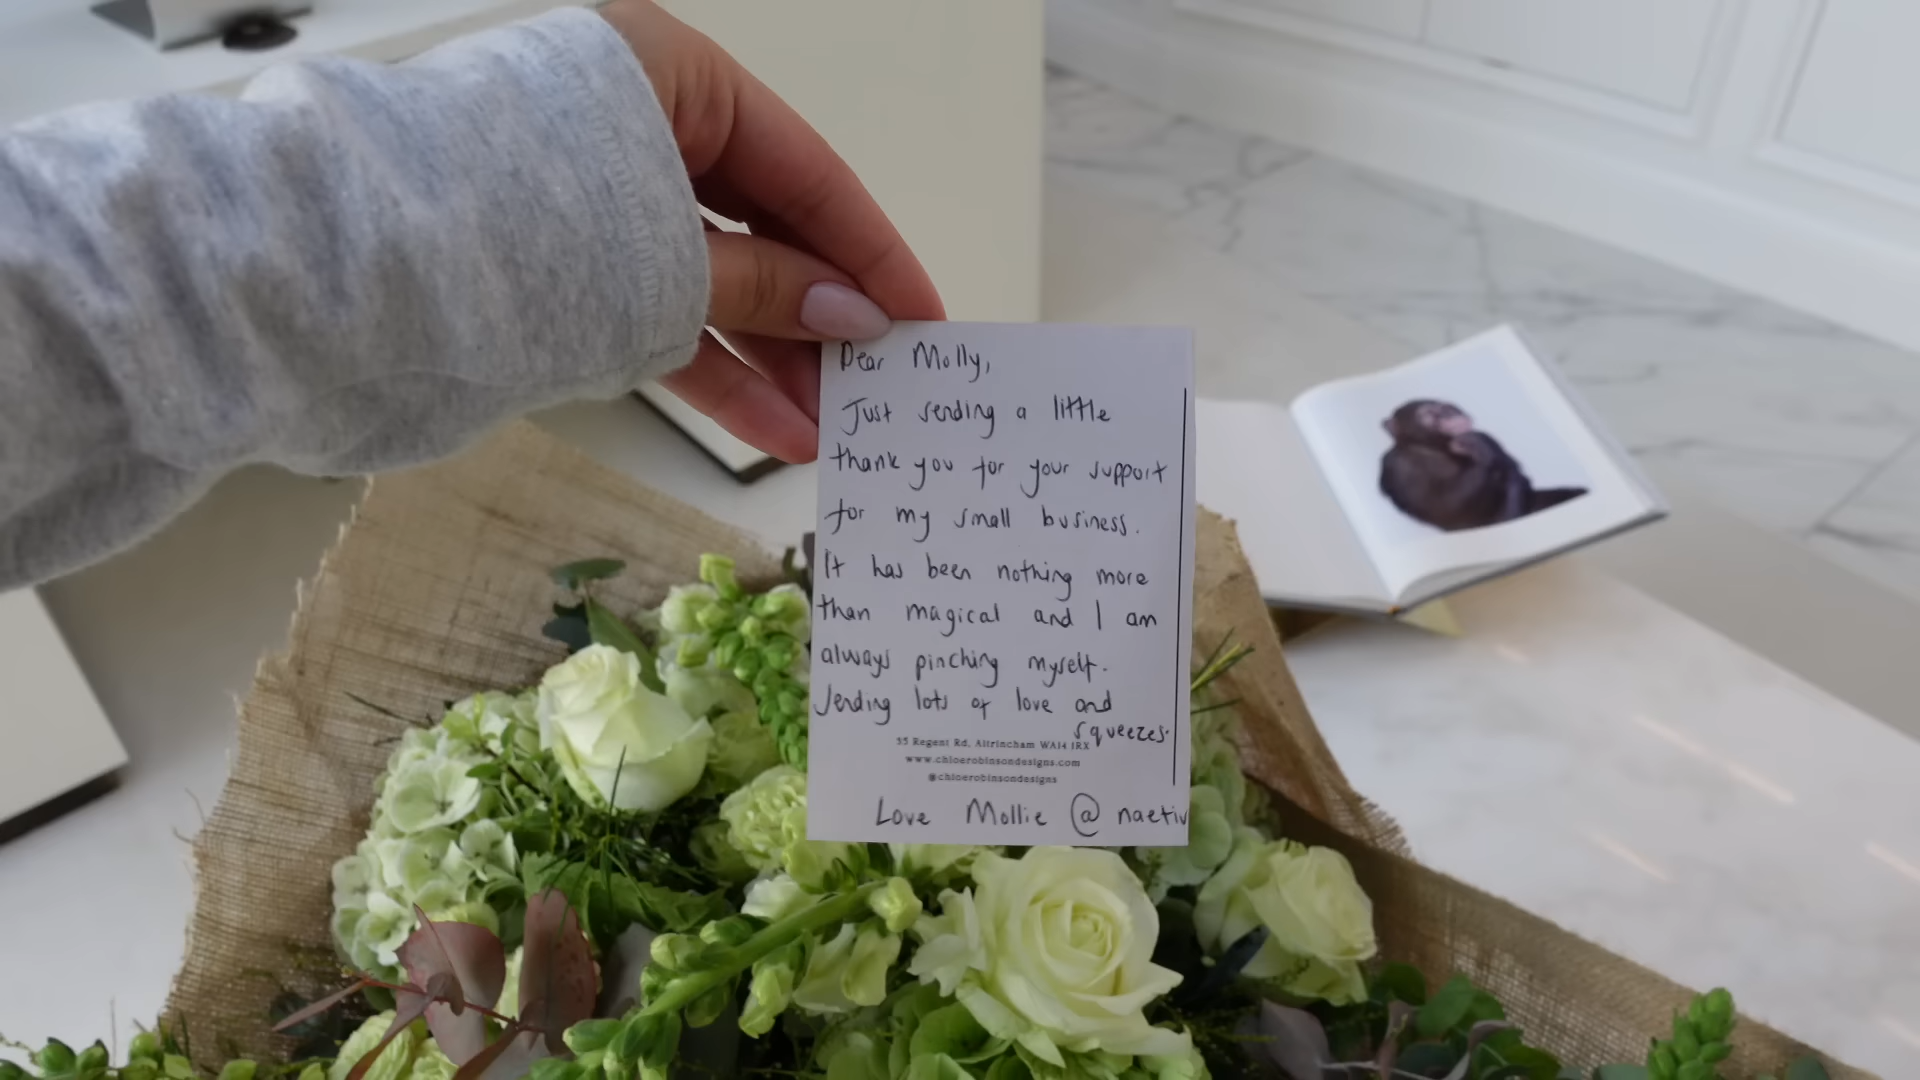 Dear Molly,
Just sending a little
thank you for your support
for my small business.
It has been nothing more
than magical and I am
always pinching myself.
Sending lots of love and
squeezes.
55 Regent Rd, Altrincham WA14 1RX
www.chloerobinsondesigns.com
@chloerobinsondesigns
Love Mollie @ naetiv